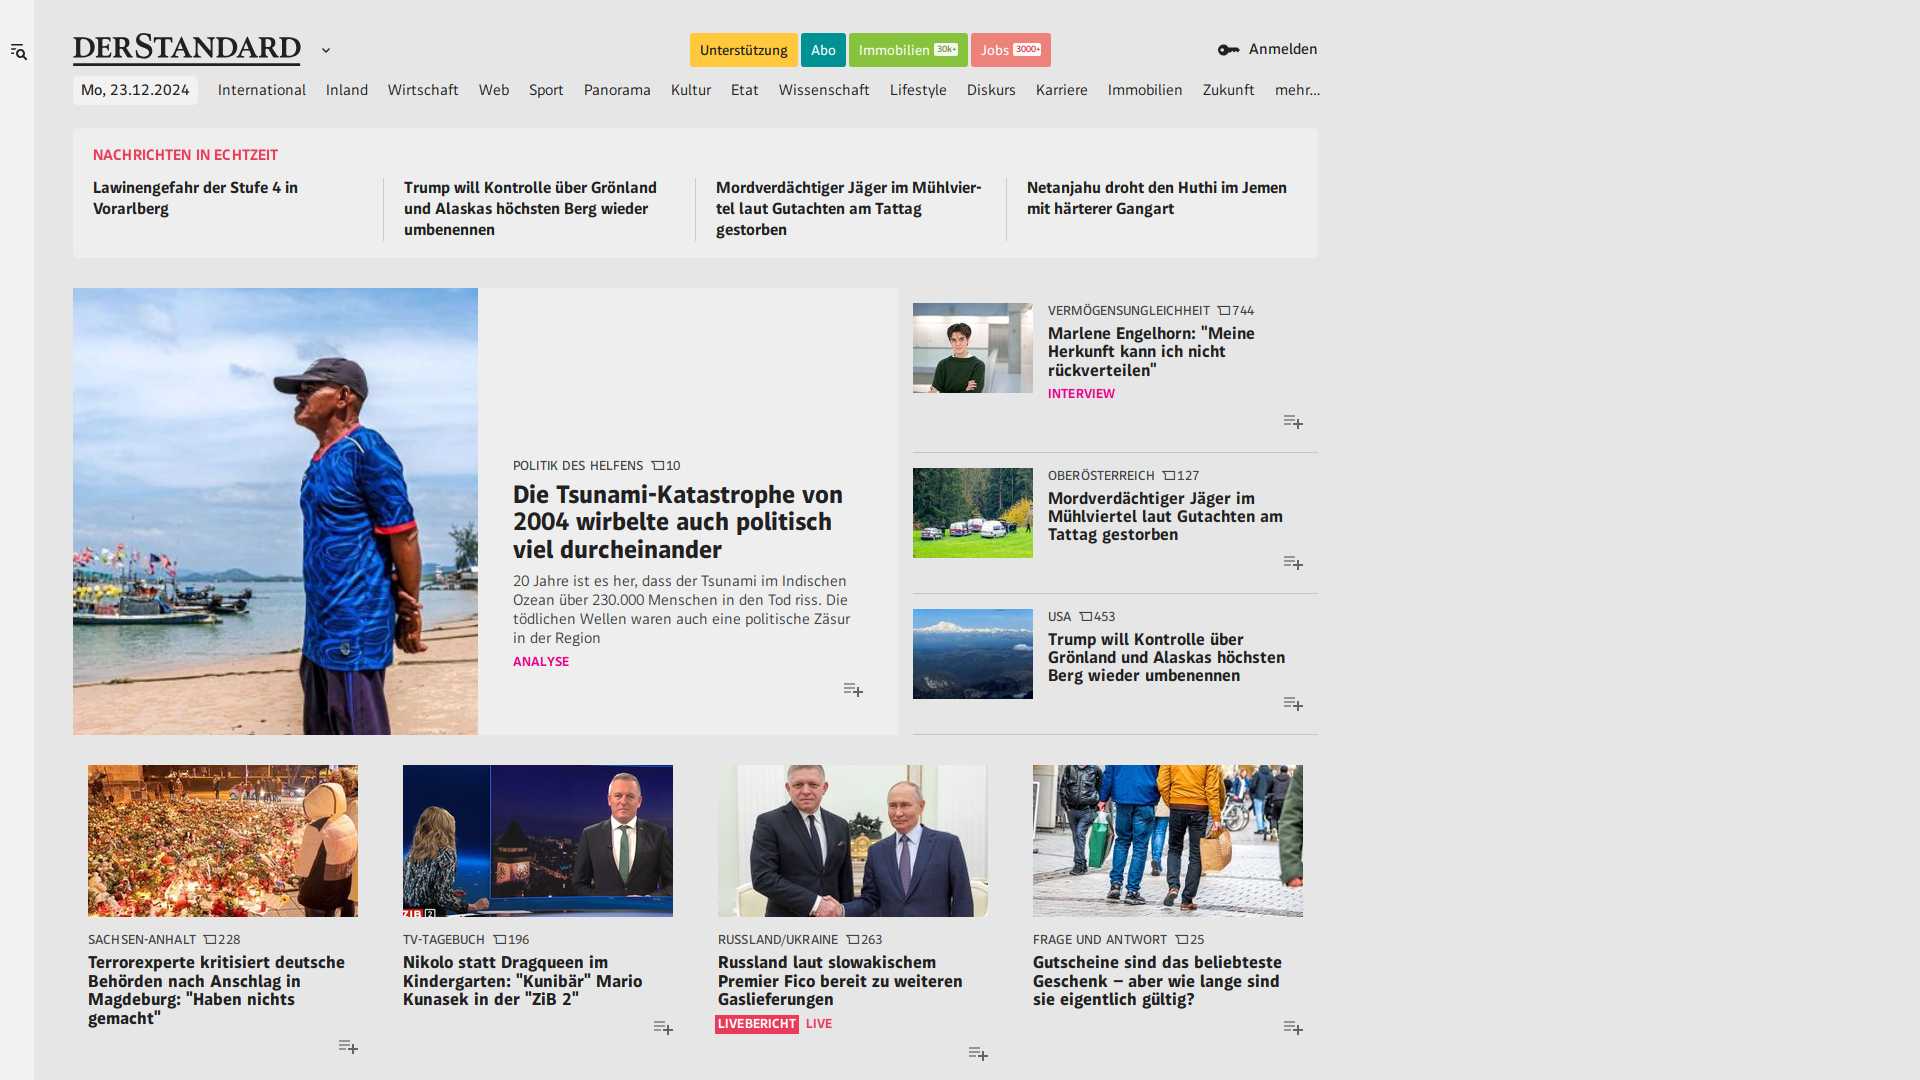 DERSTANDARD
Unterstützung
Abo
Immobilien 30k+
Jobs 3000+
Anmelden
Mo, 23.12.2024
International
Inland
Wirtschaft
Web
Sport
Panorama
Kultur
Etat
Wissenschaft
Lifestyle
Diskurs
Karriere
Immobilien
Zukunft
mehr...
NACHRICHTEN IN ECHTZEIT
Lawinengefahr der Stufe 4 in
Vorarlberg
Trump will Kontrolle über Grönland
und Alaskas höchsten Berg wieder
umbenennen
Mordverdächtiger Jäger im Mühlvier-
tel laut Gutachten am Tattag
gestorben
Netanjahu droht den Huthi im Jemen
mit härterer Gangart
POLITIK DES HELFENS 10
Die Tsunami-Katastrophe von
2004 wirbelte auch politisch
viel durcheinander
20 Jahre ist es her, dass der Tsunami im Indischen
Ozean über 230.000 Menschen in den Tod riss. Die
tödlichen Wellen waren auch eine politische Zäsur
in der Region
ANALYSE
VERMÖGENSUNGLEICHHEIT 744
Marlene Engelhorn: "Meine
Herkunft kann ich nicht
rückverteilen"
INTERVIEW
OBERÖSTERREICH 127
Mordverdächtiger Jäger im
Mühlviertel laut Gutachten am
Tattag gestorben
USA 453
Trump will Kontrolle über
Grönland und Alaskas höchsten
Berg wieder umbenennen
ZIB 2
SACHSEN-ANHALT 228
Terrorexperte kritisiert deutsche
Behörden nach Anschlag in
Magdeburg: "Haben nichts
gemacht"
TV-TAGEBUCH 196
Nikolo statt Dragqueen im
Kindergarten: "Kunibär" Mario
Kunasek in der "ZiB 2"
RUSSLAND/UKRAINE 263
Russland laut slowakischem
Premier Fico bereit zu weiteren
Gaslieferungen
LIVEBERICHT LIVE
FRAGE UND ANTWORT 25
Gutscheine sind das beliebteste
Geschenk – aber wie lange sind
sie eigentlich gültig?